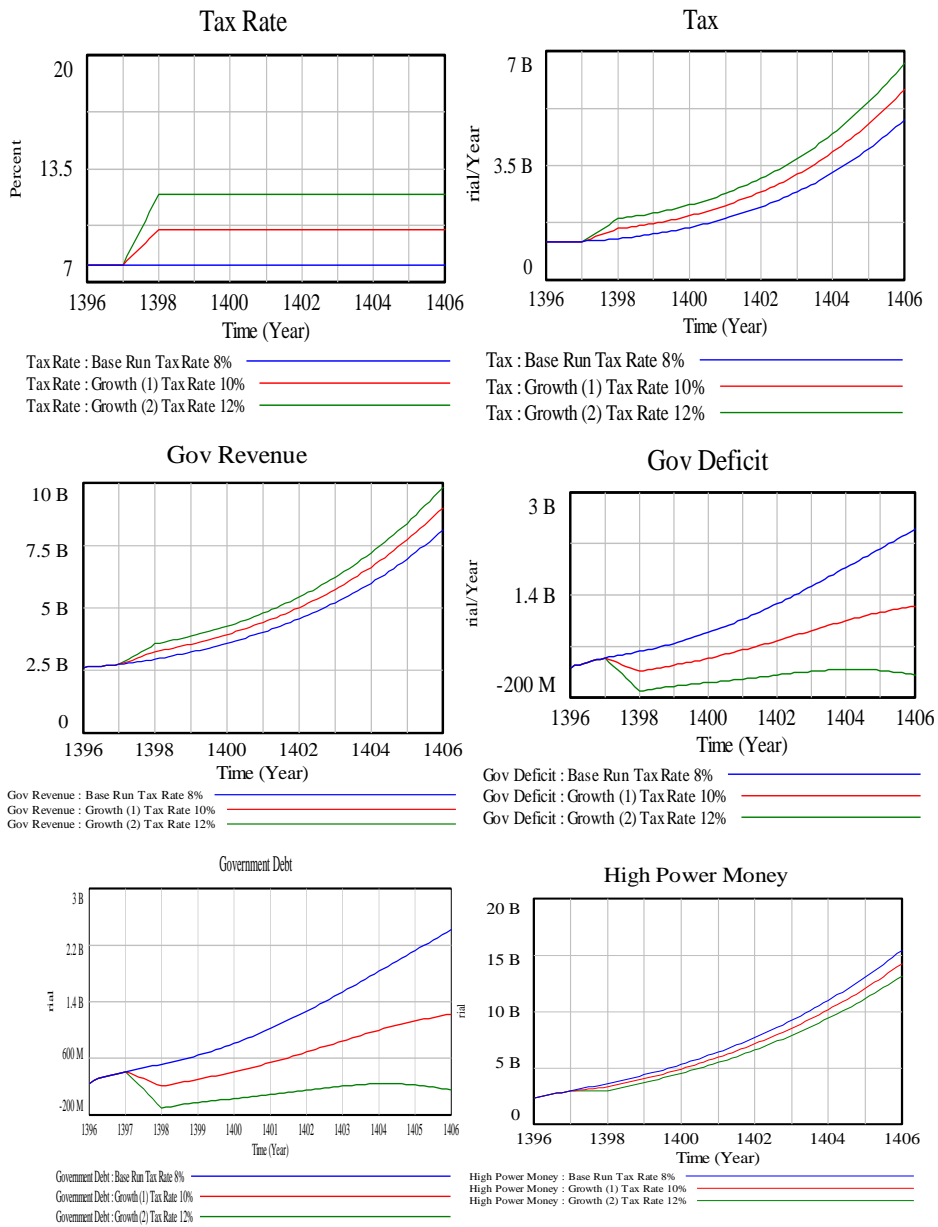 Tax Rate
20
13.5
7
Percent
1396 1398 1400 1402 1404 1406
Time (Year)
Tax Rate : Base Run Tax Rate 8%
Tax Rate : Growth (1) Tax Rate 10%
Tax Rate : Growth (2) Tax Rate 12%
Tax
7 B
3.5 B
0
rial/Year
1396 1398 1400 1402 1404 1406
Time (Year)
Tax : Base Run Tax Rate 8%
Tax : Growth (1) Tax Rate 10%
Tax : Growth (2) Tax Rate 12%
Gov Revenue
10 B
7.5 B
5 B
2.5 B
0
1396 1398 1400 1402 1404 1406
Time (Year)
Gov Revenue : Base Run Tax Rate 8%
Gov Revenue : Growth (1) Tax Rate 10%
Gov Revenue : Growth (2) Tax Rate 12%
Gov Deficit
3 B
1.4 B
-200 M
rial/Year
1396 1398 1400 1402 1404 1406
Time (Year)
Gov Deficit : Base Run Tax Rate 8%
Gov Deficit : Growth (1) Tax Rate 10%
Gov Deficit : Growth (2) Tax Rate 12%
Government Debt
3 B
2.2 B
1.4 B
600 M
-200 M
rial
1396 1397 1398 1399 1400 1401 1402 1403 1404 1405 1406
Time (Year)
Government Debt : Base Run Tax Rate 8%
Government Debt : Growth (1) Tax Rate 10%
Government Debt : Growth (2) Tax Rate 12%
High Power Money
20 B
15 B
10 B
5 B
0
rial
1396 1398 1400 1402 1404 1406
Time (Year)
High Power Money : Base Run Tax Rate 8%
High Power Money : Growth (1) Tax Rate 10%
High Power Money : Growth (2) Tax Rate 12%